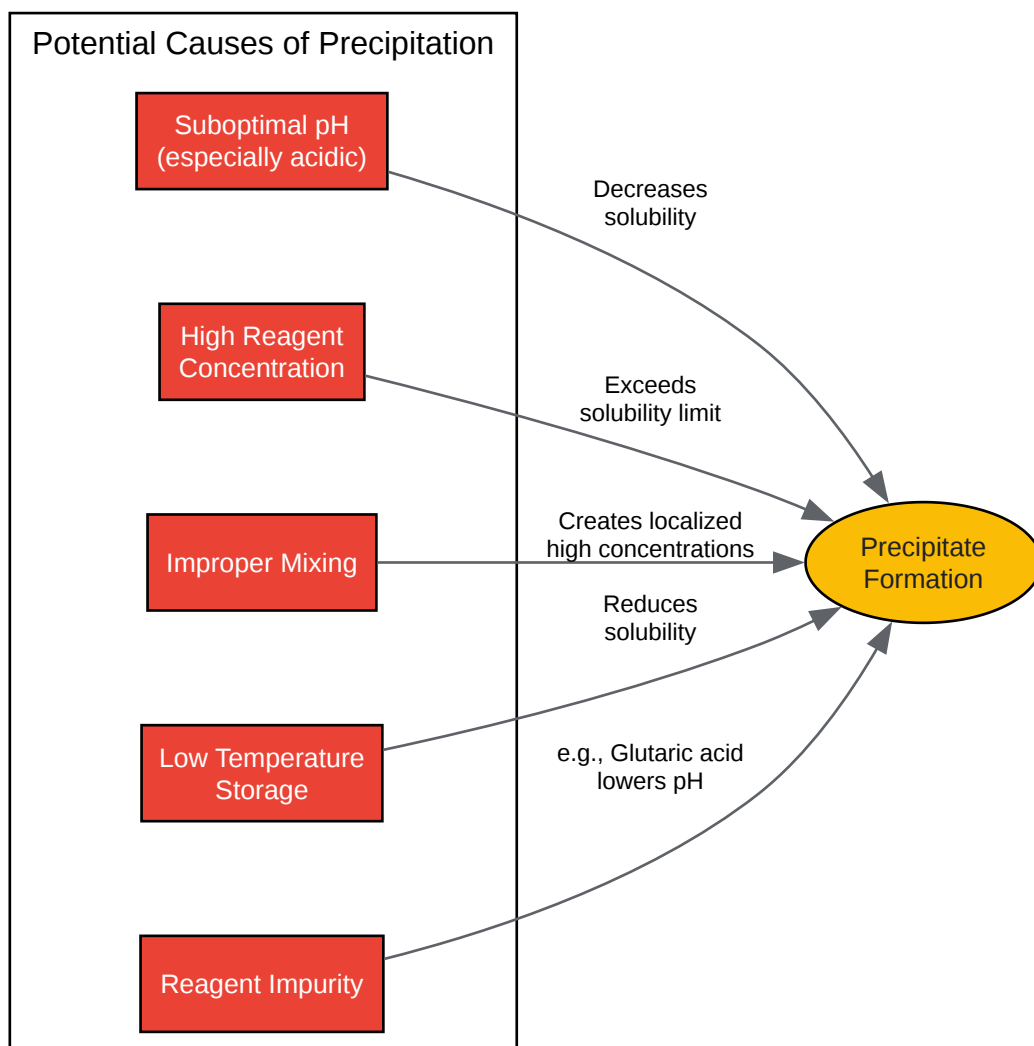 Potential Causes of Precipitation
Suboptimal pH
(especially acidic)
Decreases
solubility
High Reagent
Concentration
Exceeds
solubility limit
Improper Mixing
Creates localized
high concentrations
Precipitate
Formation
Reduces
solubility
Low Temperature
Storage
e.g., Glutaric acid
lowers pH
Reagent Impurity